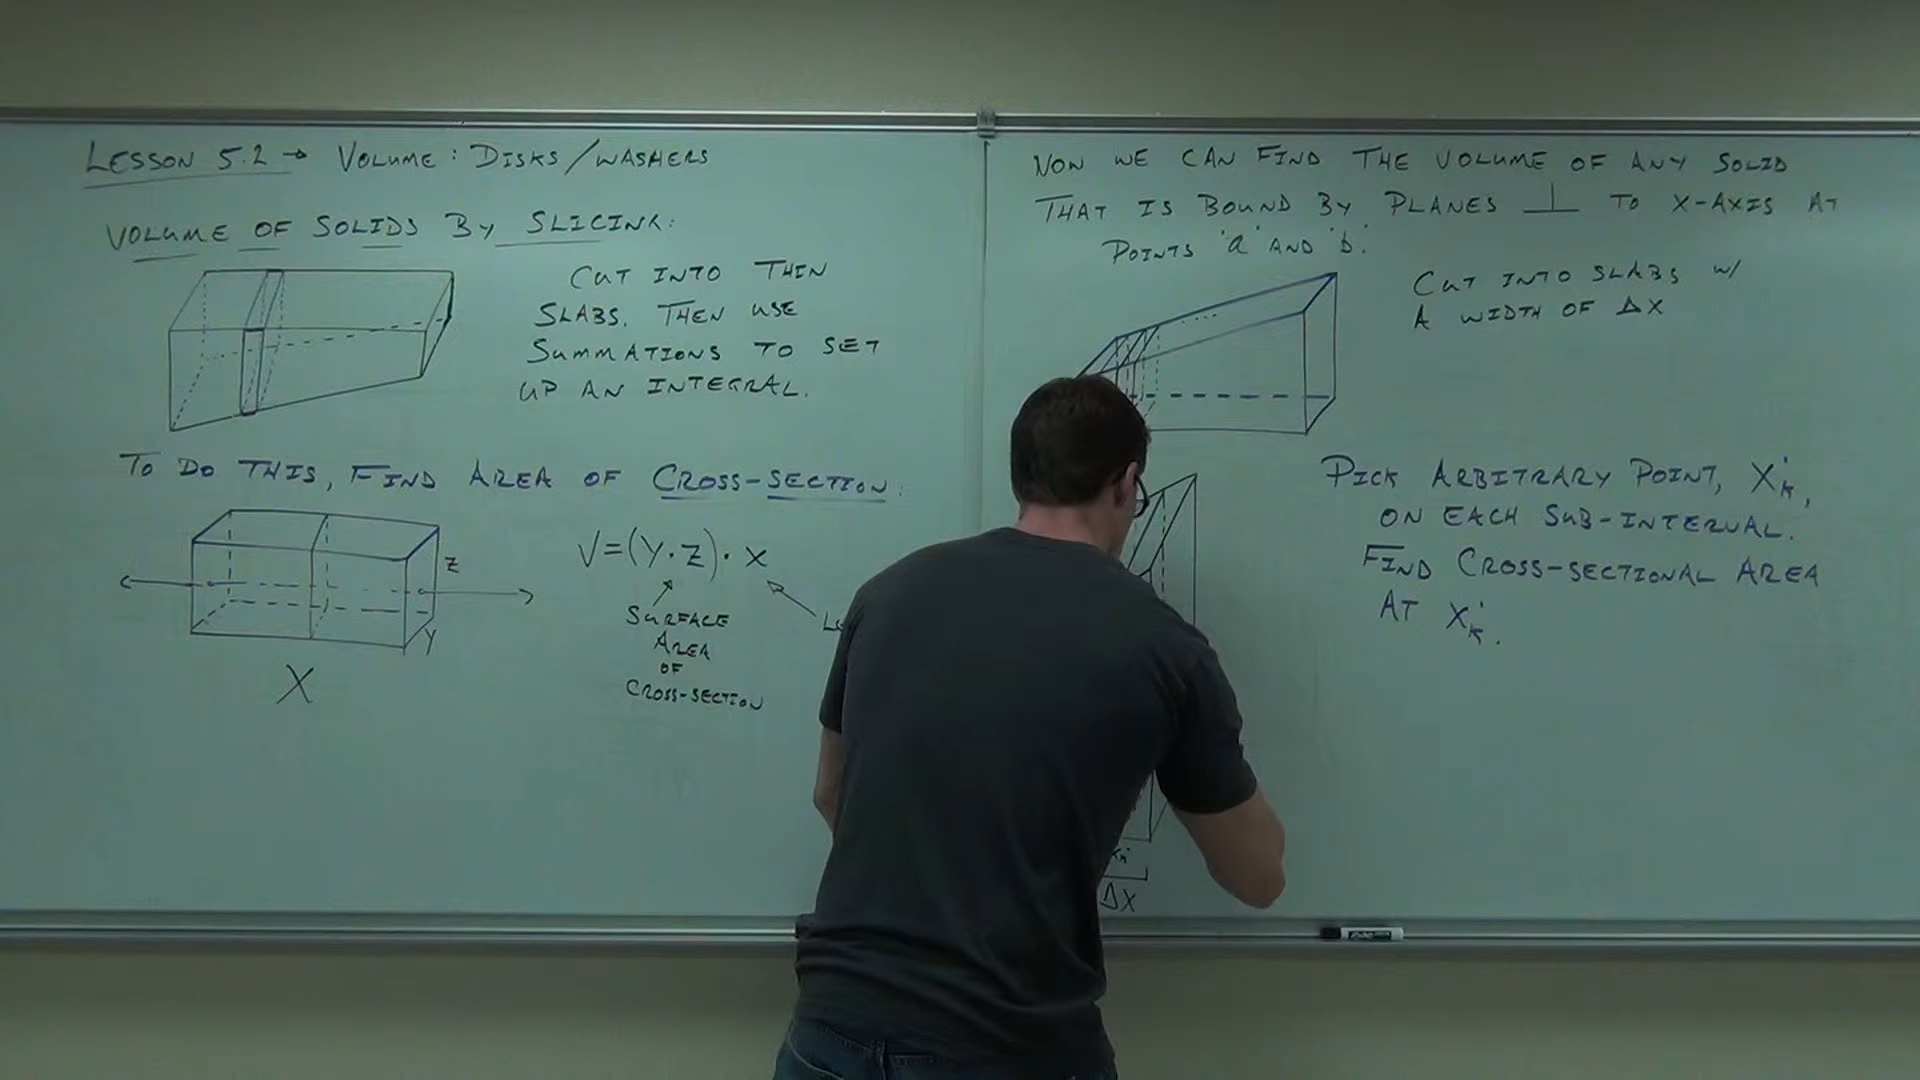 LESSON 5.2 → VOLUME: DISKS/WASHERS
VOLUME OF SOLIDS BY SLICING:
CUT INTO THIN
SLABS. THEN USE
SUMMATIONS TO SET
UP AN INTEGRAL.
TO DO THIS, FIND AREA OF CROSS-SECTION:
Z
Y
X
V=(Y·Z)·X
SURFACE
AREA
OF
CROSS-SECTION
NOW WE CAN FIND THE VOLUME OF ANY SOLID
THAT IS BOUND BY PLANES ⊥ TO X-AXIS AT
POINTS 'a' AND 'b'.
CUT INTO SLABS W/
A WIDTH OF ΔX
PICK ARBITRARY POINT, X*k,
ON EACH SUB-INTERVAL.
FIND CROSS-SECTIONAL AREA
AT X*k.
ΔX